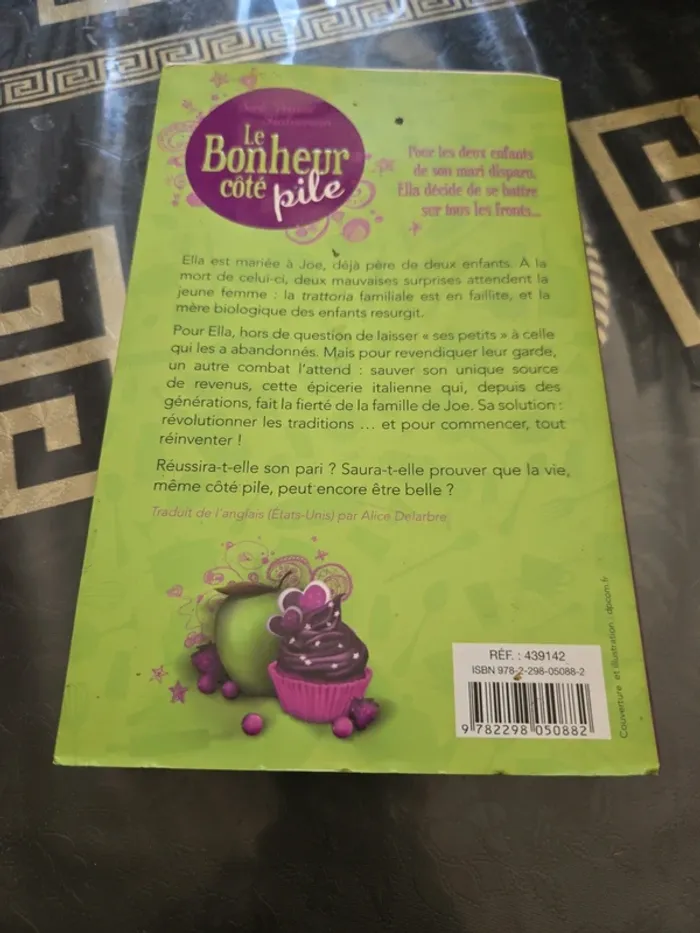 Le
Bonheur
côté pile
Pour les deux enfants
de son mari disparu,
Ella décide de se battre
sur tous les fronts...
Ella est mariée à Joe, déjà père de deux enfants. À la
mort de celui-ci, deux mauvaises surprises attendent la
jeune femme : la trattoria familiale est en faillite, et la
mère biologique des enfants resurgit.
Pour Ella, hors de question de laisser « ses petits » à celle
qui les a abandonnés. Mais pour revendiquer leur garde,
un autre combat l'attend : sauver son unique source
de revenus, cette épicerie italienne qui, depuis des
générations, fait la fierté de la famille de Joe. Sa solution :
révolutionner les traditions ... et pour commencer, tout
réinventer !
Réussira-t-elle son pari ? Saura-t-elle prouver que la vie,
même côté pile, peut encore être belle ?
Traduit de l'anglais (États-Unis) par Alice Delarbre
RÉF. : 439142
ISBN 978-2-298-05088-2
9 782298 050882
Couverture et illustration : dpcom.fr